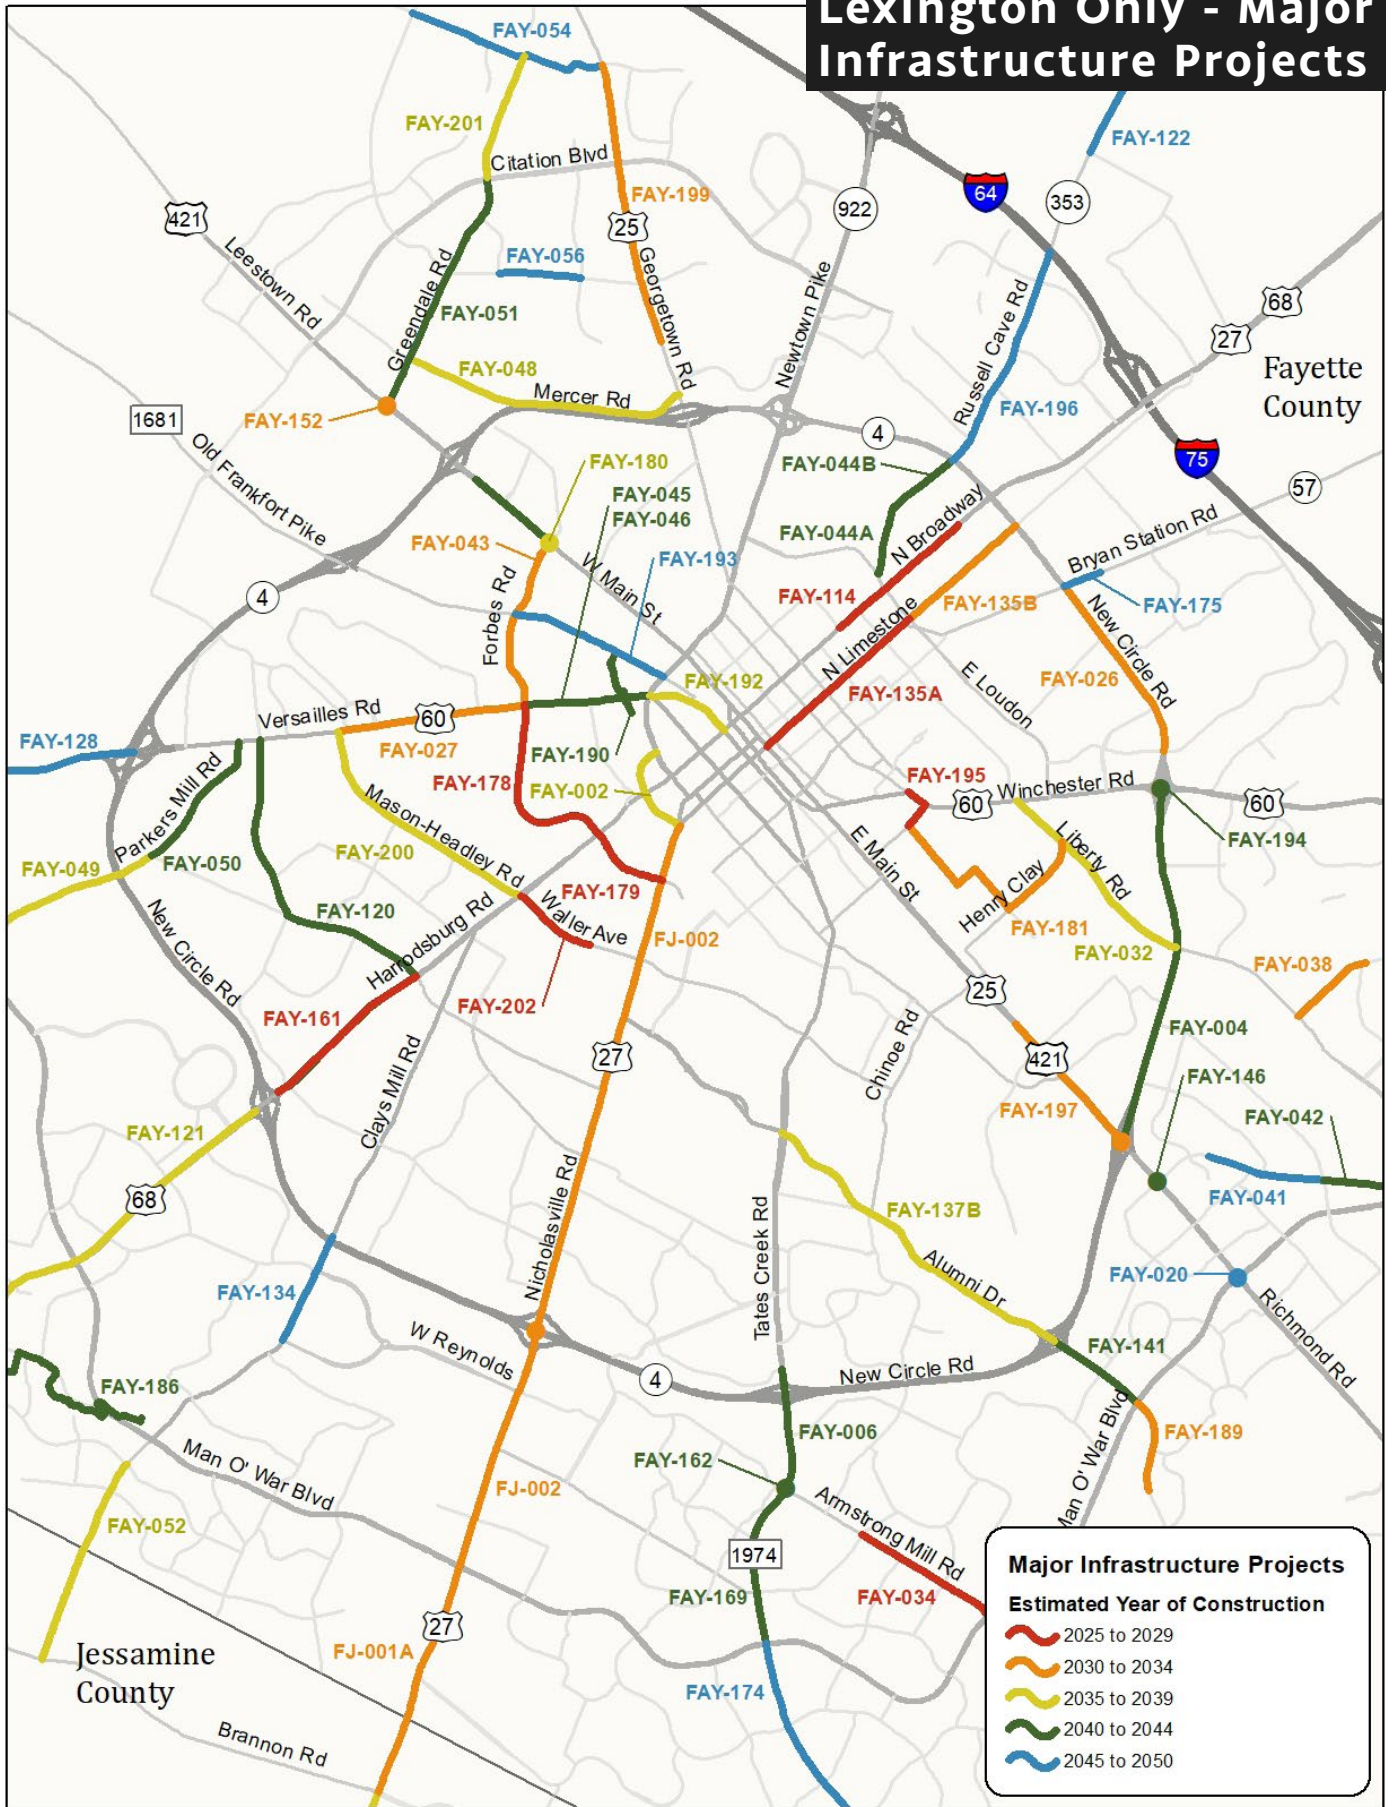 Lexington Only - Major
Infrastructure Projects
FAY-054
FAY-201
Citation Blvd
FAY-122
FAY-199
64
353
922
421
25
Leestown Rd
FAY-056
Greendale Rd
Georgetown Rd
Newtown Pike
Russell Cave Rd
68
27
FAY-051
Fayette
County
FAY-048
Mercer Rd
FAY-196
1681
FAY-152
4
Old Frankfort Pike
FAY-180
FAY-044B
75
57
FAY-045
FAY-046
N Broadway
Bryan Station Rd
FAY-043
FAY-044A
W Main St
FAY-193
4
Forbes Rd
FAY-114
FAY-135B
FAY-175
New Circle Rd
N Limestone
E Loudon
FAY-026
FAY-192
FAY-135A
Versailles Rd
60
FAY-128
FAY-027
FAY-190
FAY-178
FAY-002
FAY-195
60
Winchester Rd
60
Parkers Mill Rd
Mason-Headley Rd
FAY-194
E Main St
Liberty Rd
FAY-049
FAY-050
FAY-200
FAY-179
Henry Clay
FAY-120
Waller Ave
FAY-181
New Circle Rd
Harrodsburg Rd
FJ-002
FAY-032
FAY-038
25
FAY-202
FAY-161
FAY-004
Chinoe Rd
27
421
Clays Mill Rd
FAY-146
FAY-197
FAY-042
FAY-121
68
FAY-041
Nicholasville Rd
Tates Creek Rd
FAY-137B
Alumni Dr
FAY-134
FAY-020
Richmond Rd
W Reynolds
FAY-141
4
New Circle Rd
FAY-186
FAY-006
Man O' War Blvd
FAY-189
FAY-162
Man O' War Blvd
FJ-002
Armstrong Mill Rd
FAY-052
1974
FAY-169
FAY-034
27
FJ-001A
Jessamine
County
FAY-174
Brannon Rd
Major Infrastructure Projects
Estimated Year of Construction
2025 to 2029
2030 to 2034
2035 to 2039
2040 to 2044
2045 to 2050